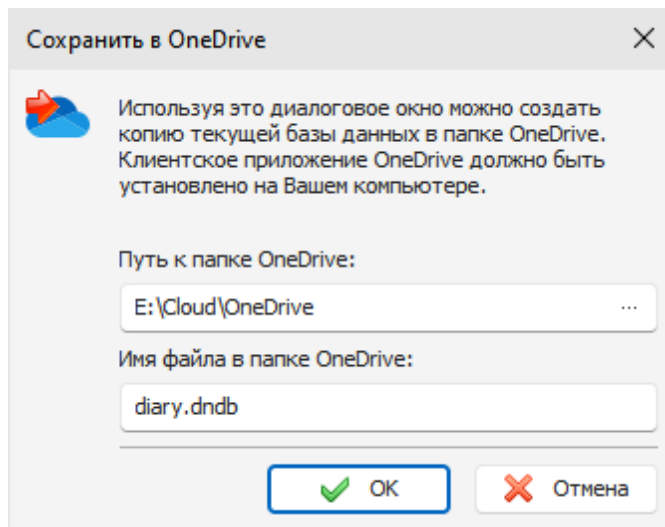 Сохранить в OneDrive
Используя это диалоговое окно можно создать
копию текущей базы данных в папке OneDrive.
Клиентское приложение OneDrive должно быть
установлено на Вашем компьютере.
Путь к папке OneDrive:
E:\Cloud\OneDrive
...
Имя файла в папке OneDrive:
diary.dndb
OK
Отмена